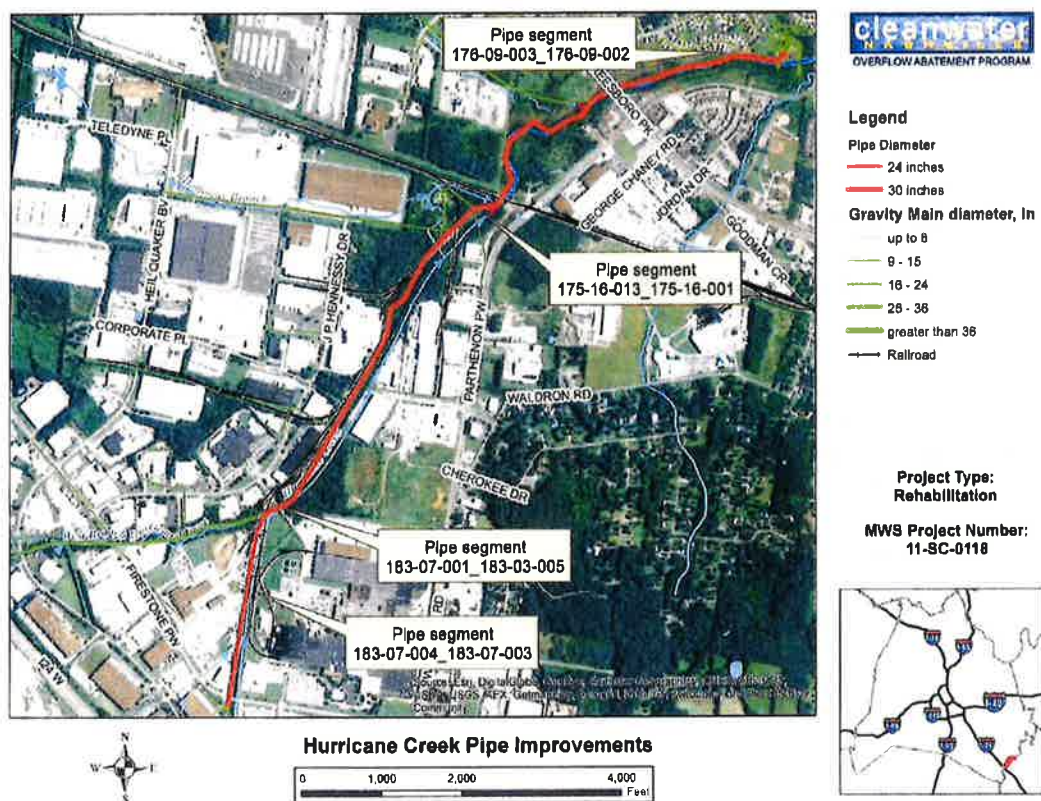 Pipe segment
176-09-003_176-09-002
TELEDYNE PL
HEIL QUAKER BV
J P HENNESSY DR
CORPORATE PL
PARTHENON PW
GEORGE CHANEY RD
JORDAN DR
GOODMAN CR
Pipe segment
175-16-013_175-16-001
WALDRON RD
CHEROKEE DR
Pipe segment
183-07-001_183-03-005
FIRESTONE PW
RD
Pipe segment
183-07-004_183-07-003
I24 W
Community
cleanwater
NASHVILLE
OVERFLOW ABATEMENT PROGRAM
Legend
Pipe Diameter
24 inches
30 inches
Gravity Main diameter, In
up to 8
9 - 15
16 - 24
26 - 36
greater than 36
Railroad
Project Type:
Rehabilitation
MWS Project Number:
11-SC-0118
N
W E
S
Hurricane Creek Pipe Improvements
0 1,000 2,000 4,000
Feet